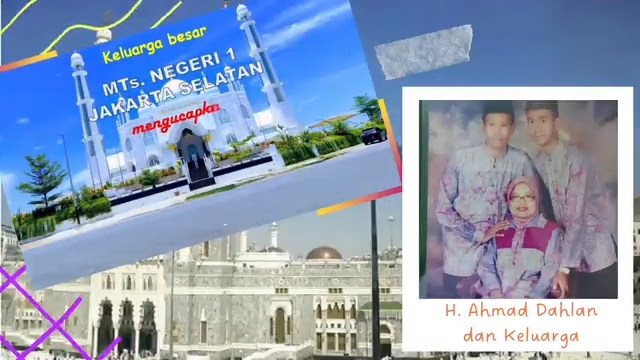 Keluarga besar
MTs. NEGERI 1
JAKARTA SELATAN
mengucapkan
H. Ahmad Dahlan
dan Keluarga